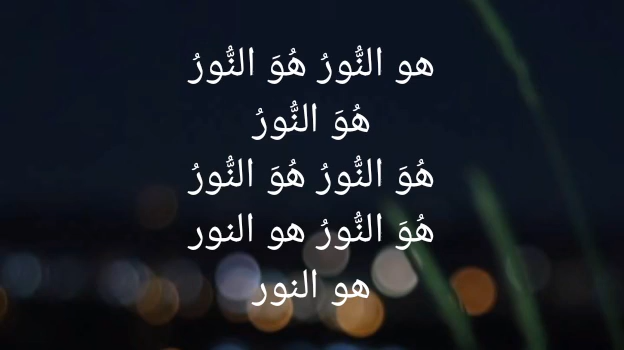 هو النُّورُ هُوَ النُّورُ
هُوَ النُّورُ
هُوَ النُّورُ هُوَ النُّورُ
هُوَ النُّورُ هو النور
هو النور